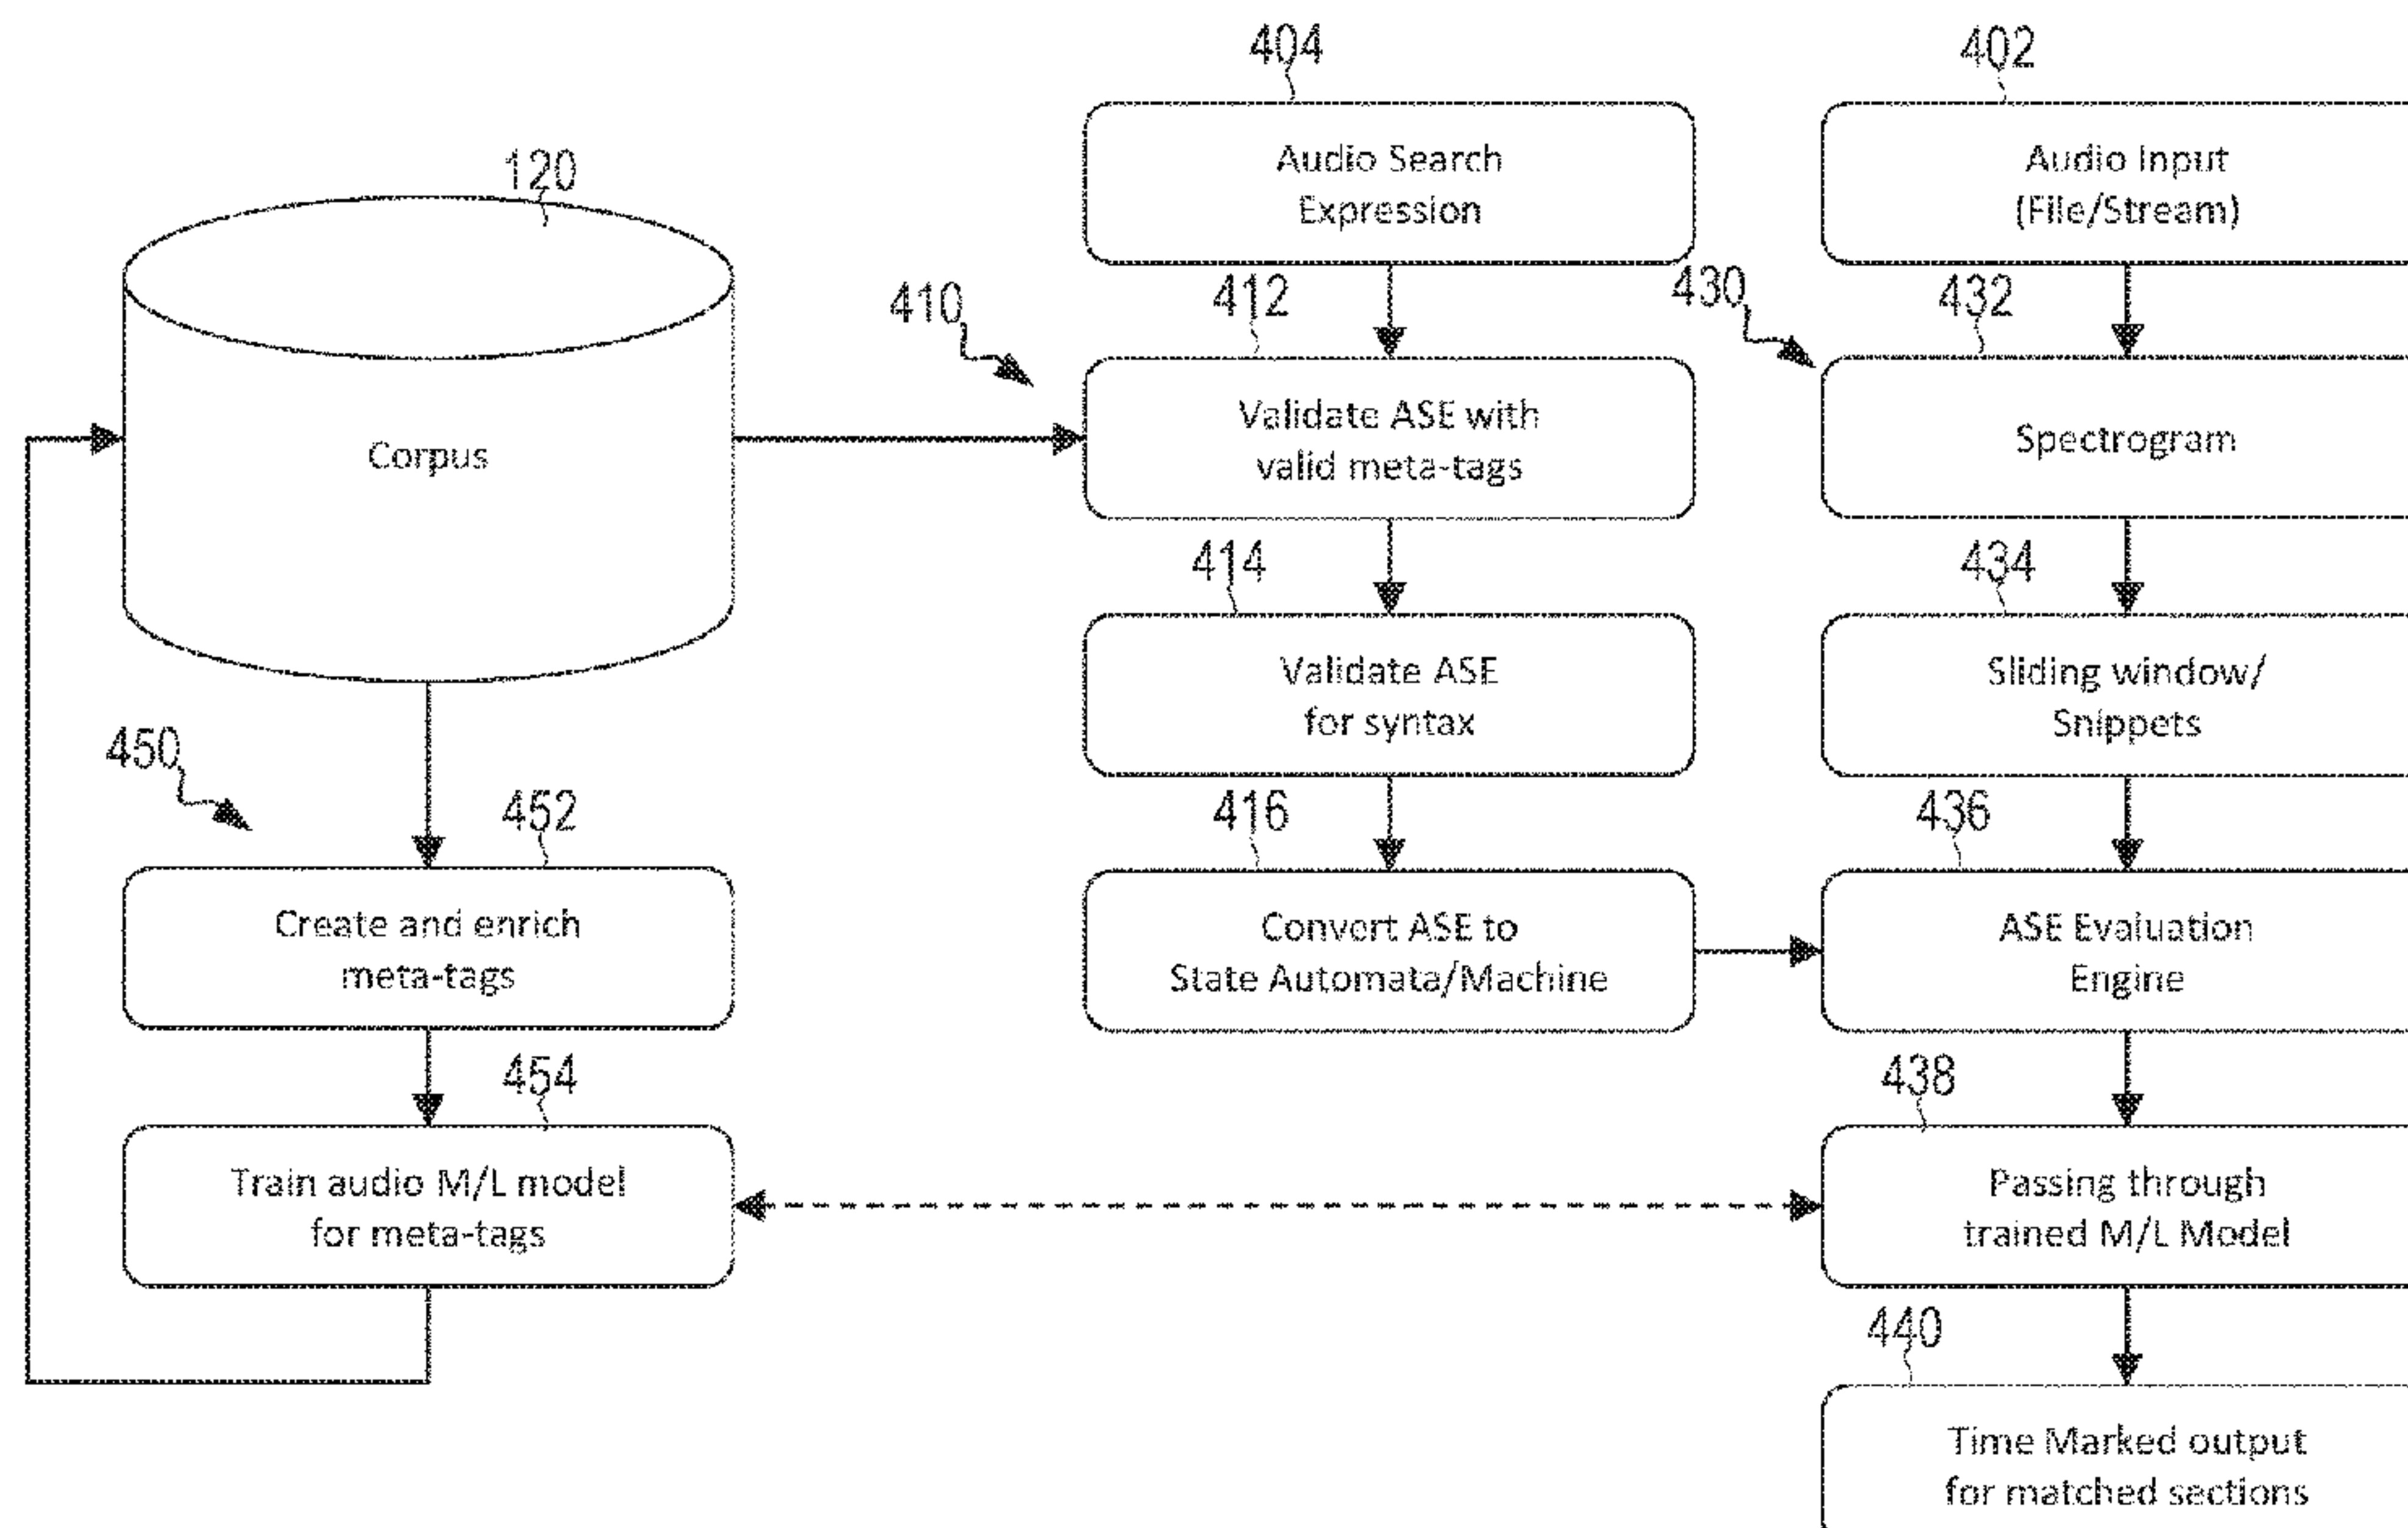 404
402
Audio Search
Expression
Audio Input
(File/Stream)
120
410
412
430
432
Corpus
Validate ASE with
valid meta-tags
Spectrogram
414
434
Validate ASE
for syntax
Sliding window/
Snippets
450
452
416
436
Create and enrich
meta-tags
Convert ASE to
State Automata/Machine
ASE Evaluation
Engine
454
438
Train audio M/L model
for meta-tags
Passing through
trained M/L Model
440
Time Marked output
for matched sections